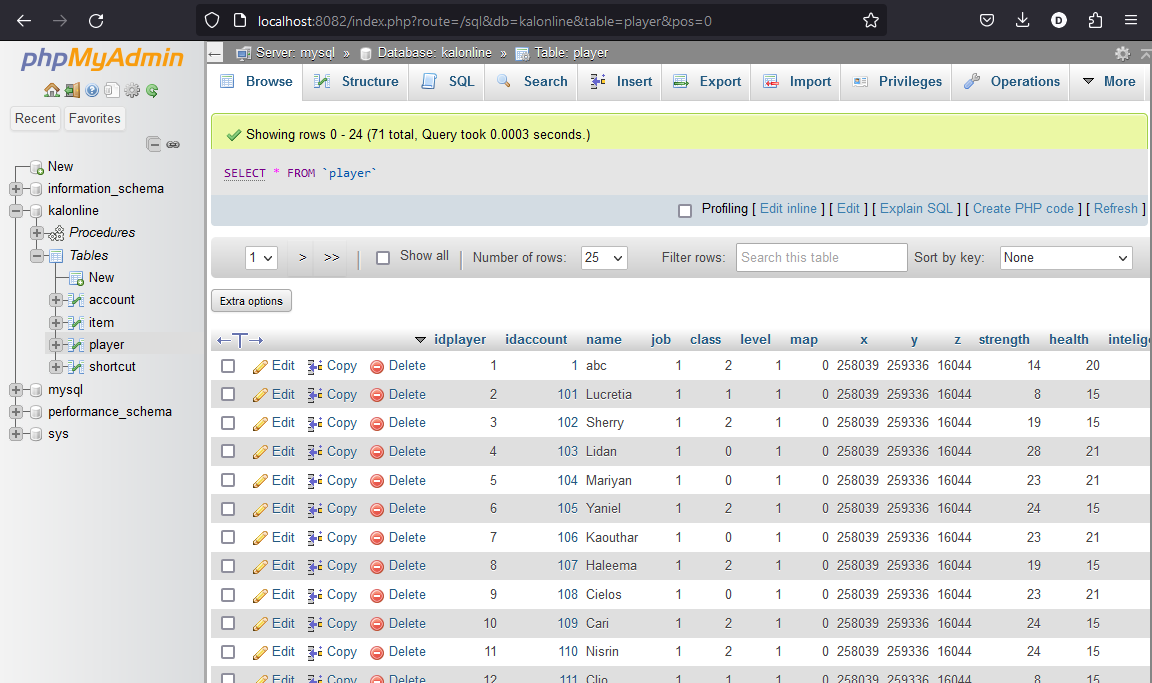 localhost:8082/index.php?route=/sql&db=kalonline&table=player&pos=0
D
phpMyAdmin
Recent Favorites
New
information_schema
kalonline
Procedures
Tables
New
account
item
player
shortcut
mysql
performance_schema
sys
Server: mysql » Database: kalonline » Table: player
Browse Structure SQL Search Insert Export Import Privileges Operations More
Showing rows 0 - 24 (71 total, Query took 0.0003 seconds.)
SELECT * FROM `player`
Profiling [ Edit inline ] [ Edit ] [ Explain SQL ] [ Create PHP code ] [ Refresh ]
1 > >> | Show all | Number of rows: 25 Filter rows: Search this table Sort by key: None
Extra options
←T→ idplayer idaccount name job class level map x y z strength health intelig
Edit Copy Delete 1 1 abc 1 2 1 0 258039 259336 16044 14 20
Edit Copy Delete 2 101 Lucretia 1 1 1 0 258039 259336 16044 8 15
Edit Copy Delete 3 102 Sherry 1 2 1 0 258039 259336 16044 19 15
Edit Copy Delete 4 103 Lidan 1 0 1 0 258039 259336 16044 28 21
Edit Copy Delete 5 104 Mariyan 1 0 1 0 258039 259336 16044 23 21
Edit Copy Delete 6 105 Yaniel 1 2 1 0 258039 259336 16044 24 15
Edit Copy Delete 7 106 Kaouthar 1 0 1 0 258039 259336 16044 23 21
Edit Copy Delete 8 107 Haleema 1 2 1 0 258039 259336 16044 19 15
Edit Copy Delete 9 108 Cielos 1 0 1 0 258039 259336 16044 23 21
Edit Copy Delete 10 109 Cari 1 2 1 0 258039 259336 16044 24 15
Edit Copy Delete 11 110 Nisrin 1 2 1 0 258039 259336 16044 24 15
Edit Copy Delete 12 111 Clio 1 1 1 0 258039 259336 16044 8 15